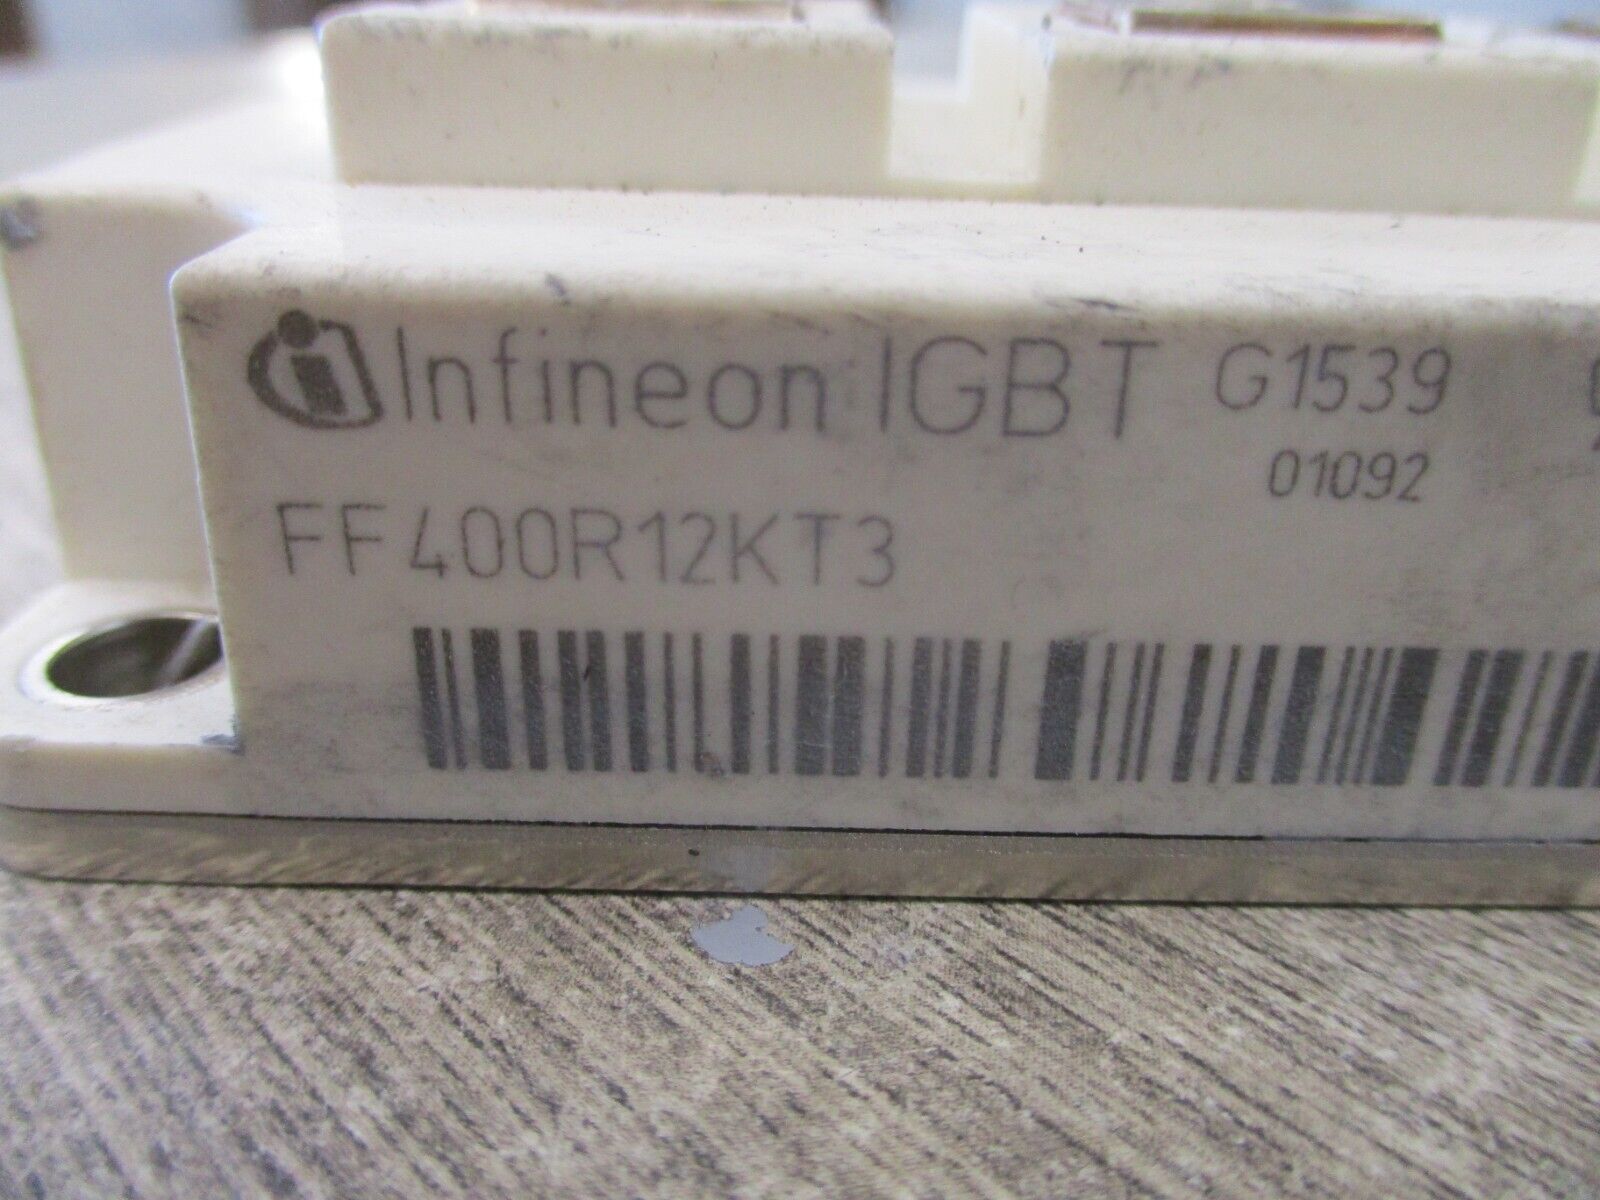 Infineon IGBT G1539
01092
FF400R12KT3